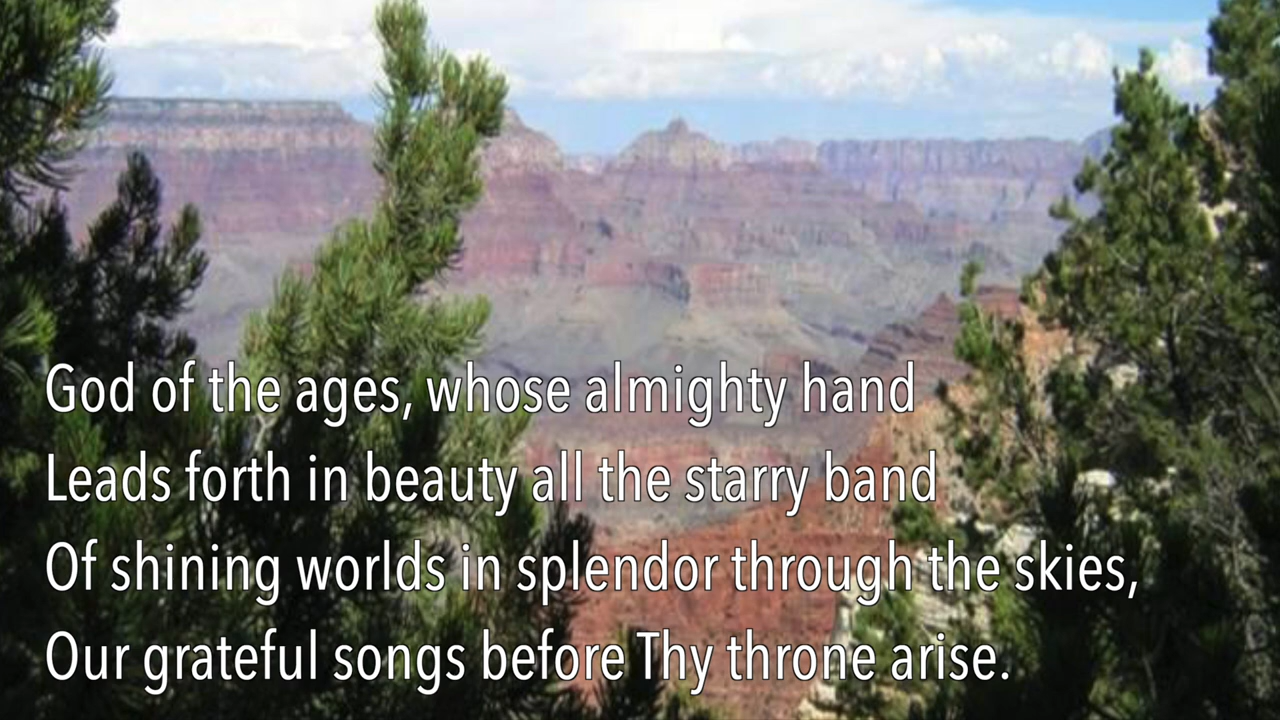 God of the ages, whose almighty hand
Leads forth in beauty all the starry band
Of shining worlds in splendor through the skies,
Our grateful songs before Thy throne arise.